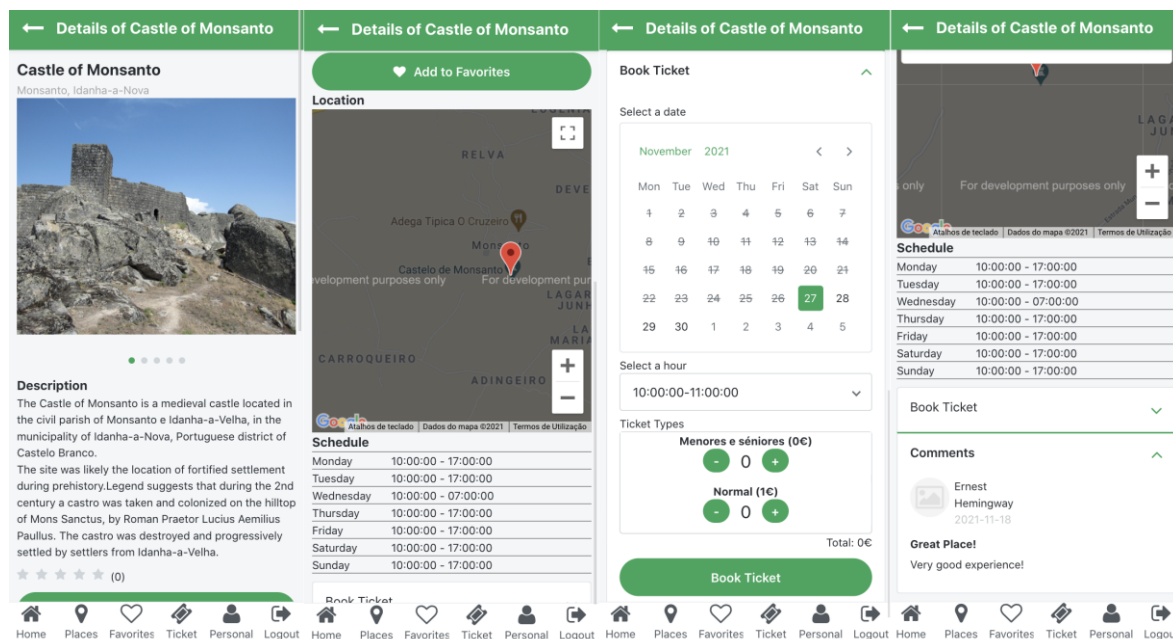 Details of Castle of Monsanto
Castle of Monsanto
Monsanto, Idanha-a-Nova
Description
The Castle of Monsanto is a medieval castle located in
the civil parish of Monsanto e Idanha-a-Velha, in the
municipality of Idanha-a-Nova, Portuguese district of
Castelo Branco.
The site was likely the location of fortified settlement
during prehistory.Legend suggests that during the 2nd
century a castro was taken and colonized on the hilltop
of Mons Sanctus, by Roman Praetor Lucius Aemilius
Paullus. The castro was destroyed and progressively
settled by settlers from Idanha-a-Velha.
(0)
Home Places Favorites Ticket Personal Logout
Details of Castle of Monsanto
Add to Favorites
Location
RELVA
DEVE
Adega Típica O Cruzeiro
Monsanto
Castelo de Monsanto
velopment purposes only For development pur
LAGAR
JUNH
LA
MARIA
CARROQUEIRO
ADINGEIRO
+
−
Google Atalhos de teclado Dados do mapa ©2021 Termos de Utilização
Schedule
Monday 10:00:00 - 17:00:00
Tuesday 10:00:00 - 17:00:00
Wednesday 10:00:00 - 07:00:00
Thursday 10:00:00 - 17:00:00
Friday 10:00:00 - 17:00:00
Saturday 10:00:00 - 17:00:00
Sunday 10:00:00 - 17:00:00
Book Ticket
Home Places Favorites Ticket Personal Logout
Details of Castle of Monsanto
Book Ticket
Select a date
November 2021
Mon Tue Wed Thu Fri Sat Sun
1 2 3 4 5 6 7
8 9 10 11 12 13 14
15 16 17 18 19 20 21
22 23 24 25 26 27 28
29 30 1 2 3 4 5
Select a hour
10:00:00-11:00:00
Ticket Types
Menores e séniores (0€)
- 0 +
Normal (1€)
- 0 +
Total: 0€
Book Ticket
Home Places Favorites Ticket Personal Logout
Details of Castle of Monsanto
LAGA
JU
s only For development purposes only
+
−
Google Atalhos de teclado Dados do mapa ©2021 Termos de Utilização
Schedule
Monday 10:00:00 - 17:00:00
Tuesday 10:00:00 - 17:00:00
Wednesday 10:00:00 - 07:00:00
Thursday 10:00:00 - 17:00:00
Friday 10:00:00 - 17:00:00
Saturday 10:00:00 - 17:00:00
Sunday 10:00:00 - 17:00:00
Book Ticket
Comments
Ernest
Hemingway
2021-11-18
Great Place!
Very good experience!
Home Places Favorites Ticket Personal Logout